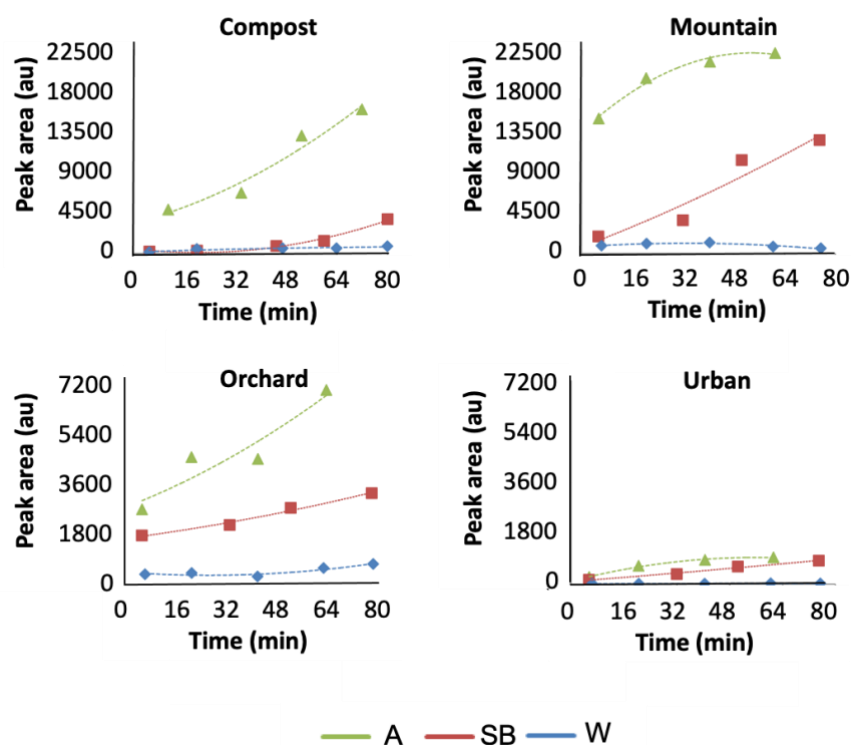 Compost
Peak area (au)
22500
18000
13500
9000
4500
0
0 16 32 48 64 80
Time (min)
Mountain
Peak area (au)
22500
18000
13500
9000
4500
0
0 16 32 48 64 80
Time (min)
Orchard
Peak area (au)
7200
5400
3600
1800
0
0 16 32 48 64 80
Time (min)
Urban
Peak area (au)
7200
5400
3600
1800
0
0 16 32 48 64 80
Time (min)
A SB W